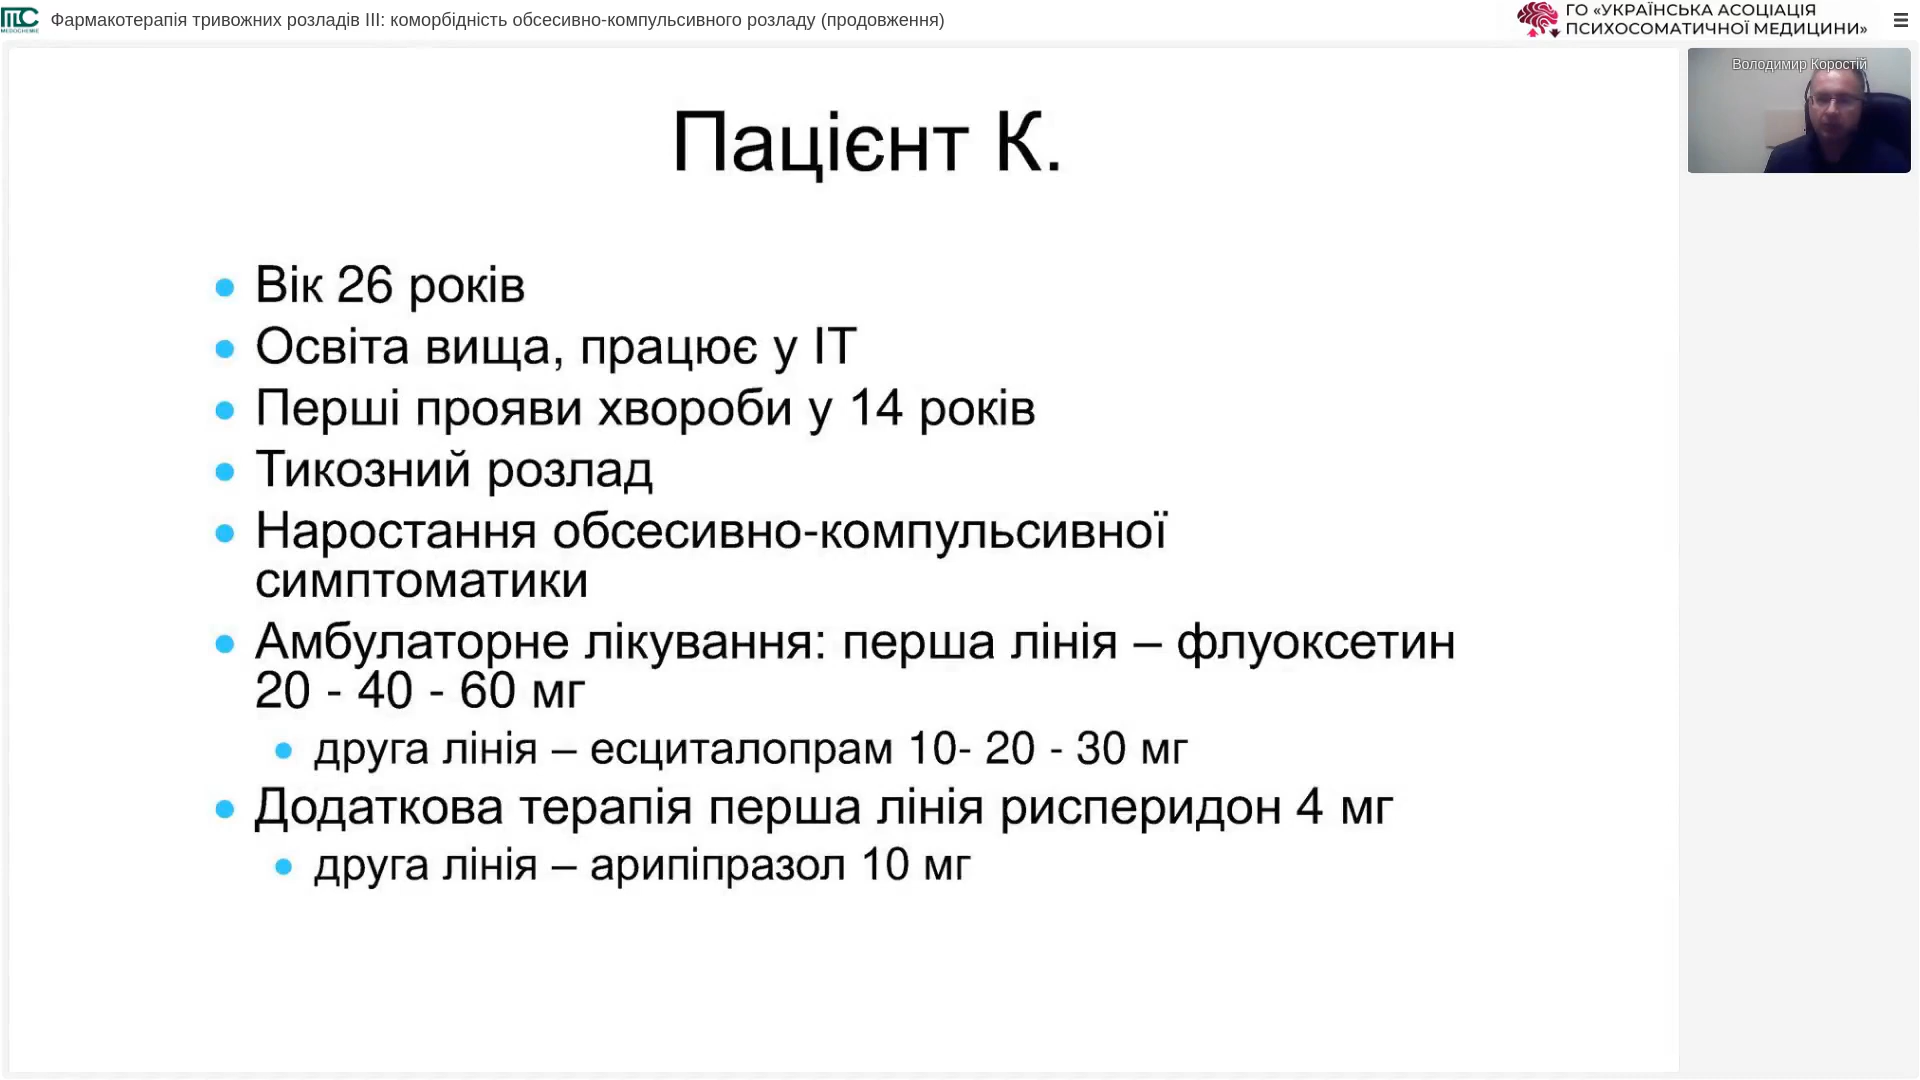 Фармакотерапія тривожних розладів III: коморбідність обсесивно-компульсивного розладу (продовження)
ГО «УКРАЇНСЬКА АСОЦІАЦІЯ
ПСИХОСОМАТИЧНОЇ МЕДИЦИНИ»
MEDOCHEMIE
Володимир Коростій
Пацієнт К.
Вік 26 років
Освіта вища, працює у ІТ
Перші прояви хвороби у 14 років
Тикозний розлад
Наростання обсесивно-компульсивної
симптоматики
Амбулаторне лікування: перша лінія – флуоксетин
20 - 40 - 60 мг
друга лінія – есциталопрам 10- 20 - 30 мг
Додаткова терапія перша лінія рисперидон 4 мг
друга лінія – арипіпразол 10 мг